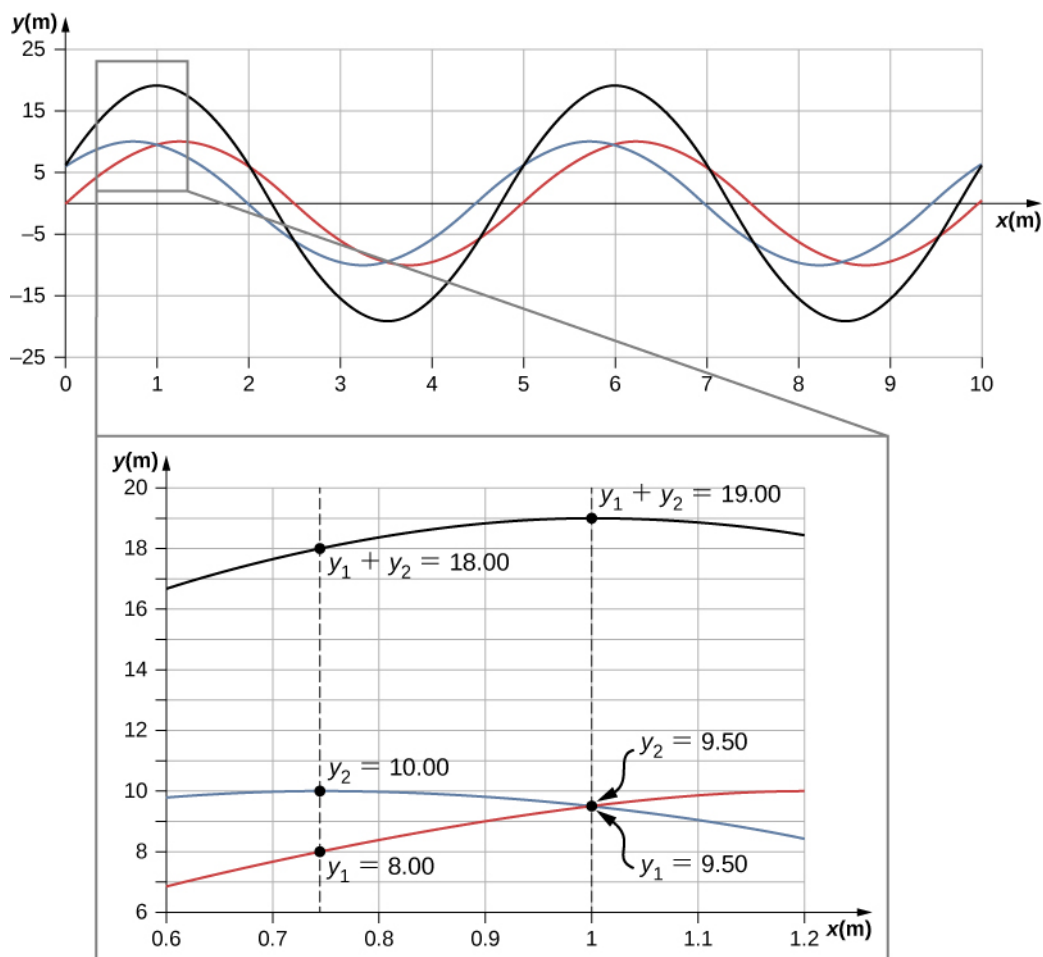 y(m)
25
15
5
–5
–15
–25
x(m)
0 1 2 3 4 5 6 7 8 9 10
y(m)
20
18
16
14
12
10
8
6
y₁ + y₂ = 19.00
y₁ + y₂ = 18.00
y₂ = 9.50
y₂ = 10.00
y₁ = 8.00
y₁ = 9.50
0.6 0.7 0.8 0.9 1 1.1 1.2 x(m)